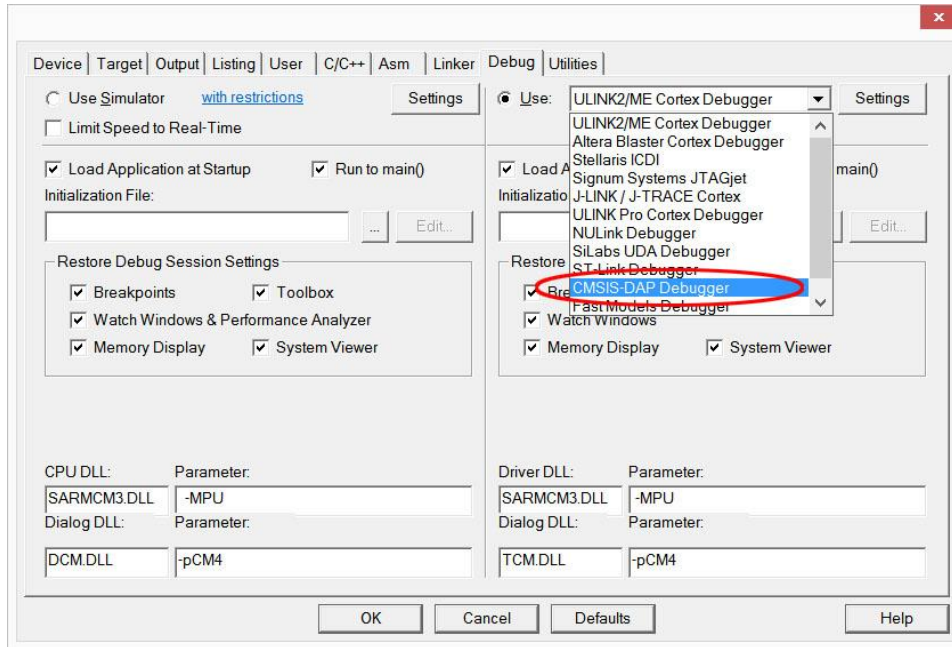 x
Device Target Output Listing User C/C++ Asm Linker Debug Utilities
Use Simulator with restrictions Settings
Limit Speed to Real-Time
Load Application at Startup Run to main()
Initialization File:
... Edit...
Restore Debug Session Settings
Breakpoints Toolbox
Watch Windows & Performance Analyzer
Memory Display System Viewer
CPU DLL: Parameter:
SARMCM3.DLL -MPU
Dialog DLL: Parameter:
DCM.DLL -pCM4
Use: ULINK2/ME Cortex Debugger Settings
ULINK2/ME Cortex Debugger
Altera Blaster Cortex Debugger
Stellaris ICDI
Signum Systems JTAGjet
J-LINK / J-TRACE Cortex
ULINK Pro Cortex Debugger
NULink Debugger
SiLabs UDA Debugger
ST-Link Debugger
CMSIS-DAP Debugger
Fast Models Debugger
Load A main()
Initializatio
Edit...
Restore
Bre
Watch Windows
Memory Display System Viewer
Driver DLL: Parameter:
SARMCM3.DLL -MPU
Dialog DLL: Parameter:
TCM.DLL -pCM4
OK Cancel Defaults Help